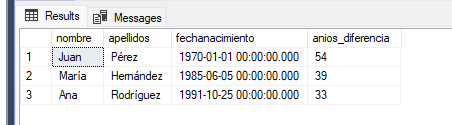 Results Messages
nombre apellidos fechanacimiento anios_diferencia
1 Juan Pérez 1970-01-01 00:00:00.000 54
2 María Hernández 1985-06-05 00:00:00.000 39
3 Ana Rodríguez 1991-10-25 00:00:00.000 33